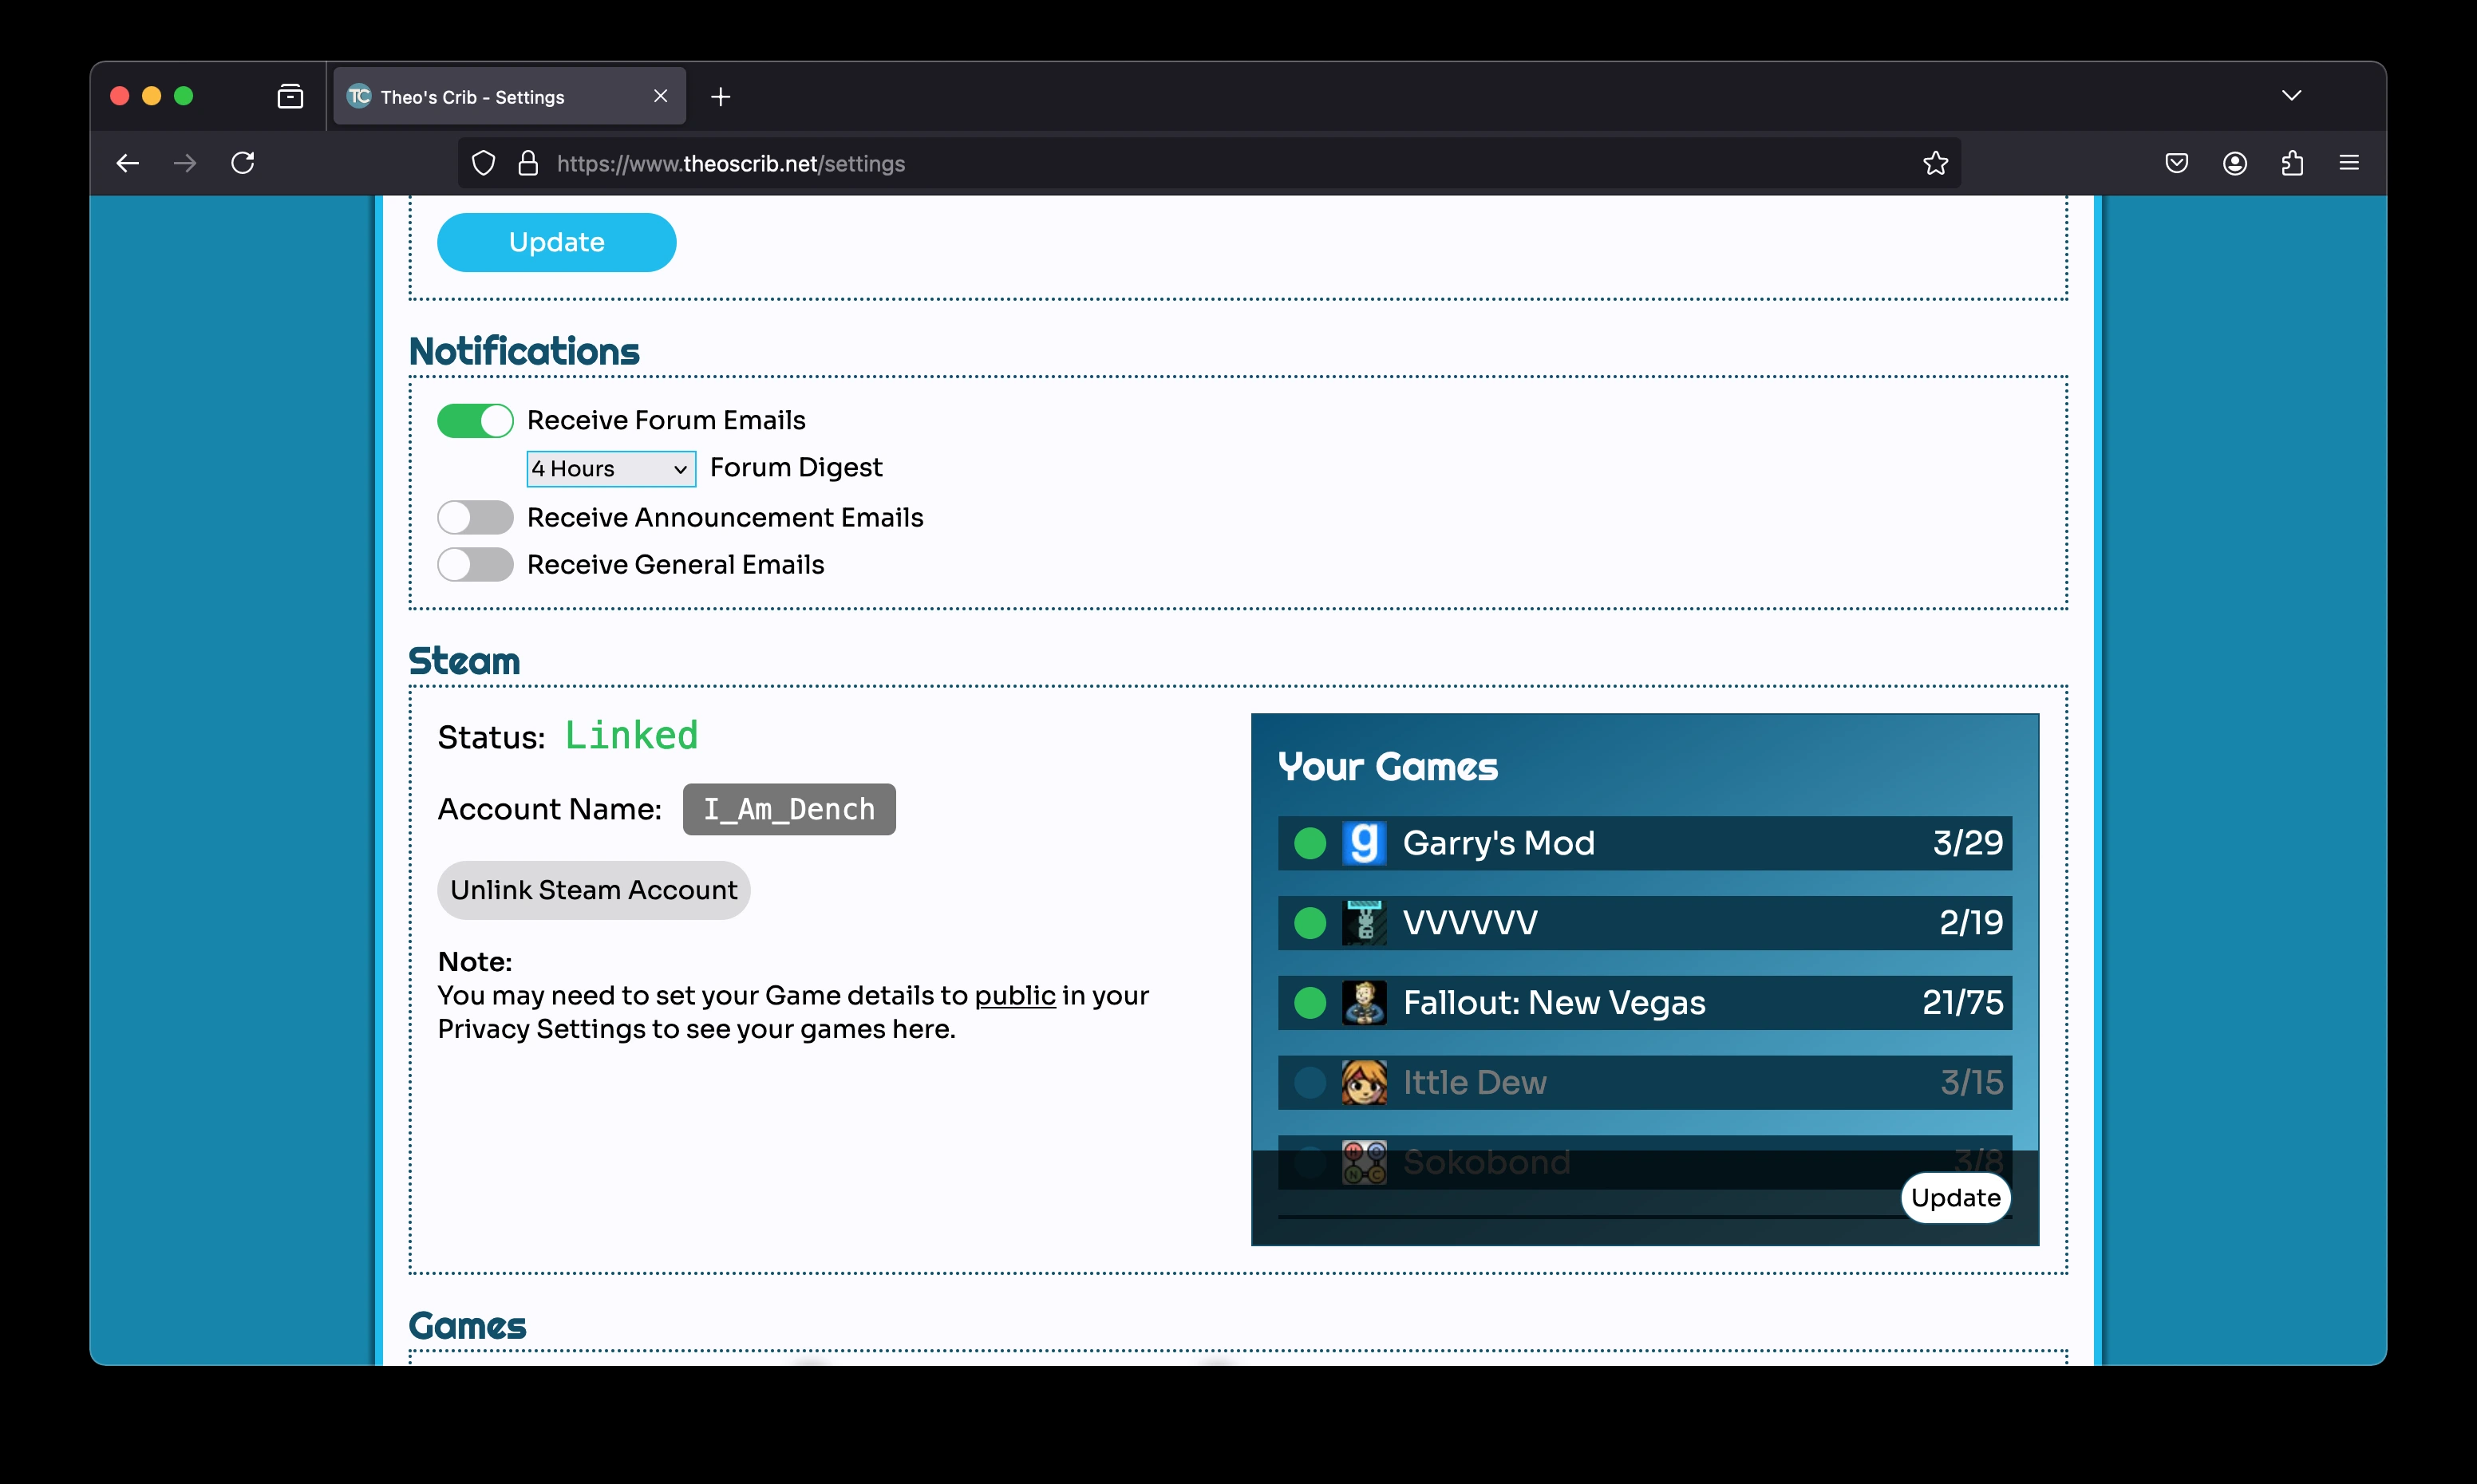 TC Theo's Crib - Settings
https://www.theoscrib.net/settings
Update
Notifications
Receive Forum Emails
4 Hours Forum Digest
Receive Announcement Emails
Receive General Emails
Steam
Status: Linked
Account Name: I_Am_Dench
Unlink Steam Account
Note:
You may need to set your Game details to public in your
Privacy Settings to see your games here.
Your Games
g Garry's Mod 3/29
VVVVVV 2/19
Fallout: New Vegas 21/75
Ittle Dew 3/15
Sokobond 3/8
Update
Games